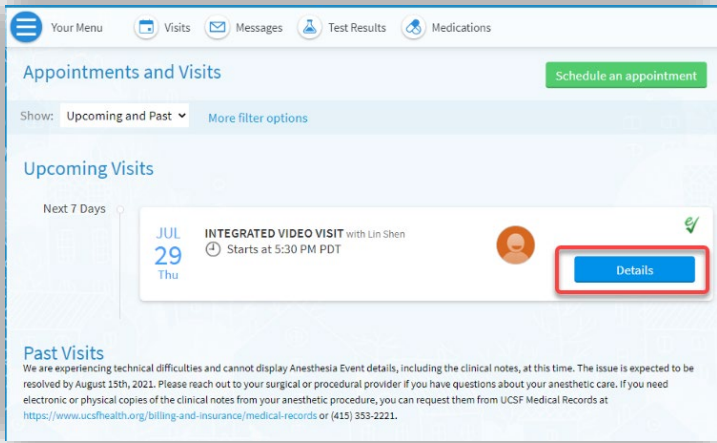 Your Menu Visits Messages Test Results Medications
Appointments and Visits
Schedule an appointment
Show: Upcoming and Past More filter options
Upcoming Visits
Next 7 Days
JUL
29
Thu
INTEGRATED VIDEO VISIT with Lin Shen
Starts at 5:30 PM PDT
Details
Past Visits
We are experiencing technical difficulties and cannot display Anesthesia Event details, including the clinical notes, at this time. The issue is expected to be
resolved by August 15th, 2021. Please reach out to your surgical or procedural provider if you have questions about your anesthetic care. If you need
electronic or physical copies of the clinical notes from your anesthetic procedure, you can request them from UCSF Medical Records at
https://www.ucsfhealth.org/billing-and-insurance/medical-records or (415) 353-2221.